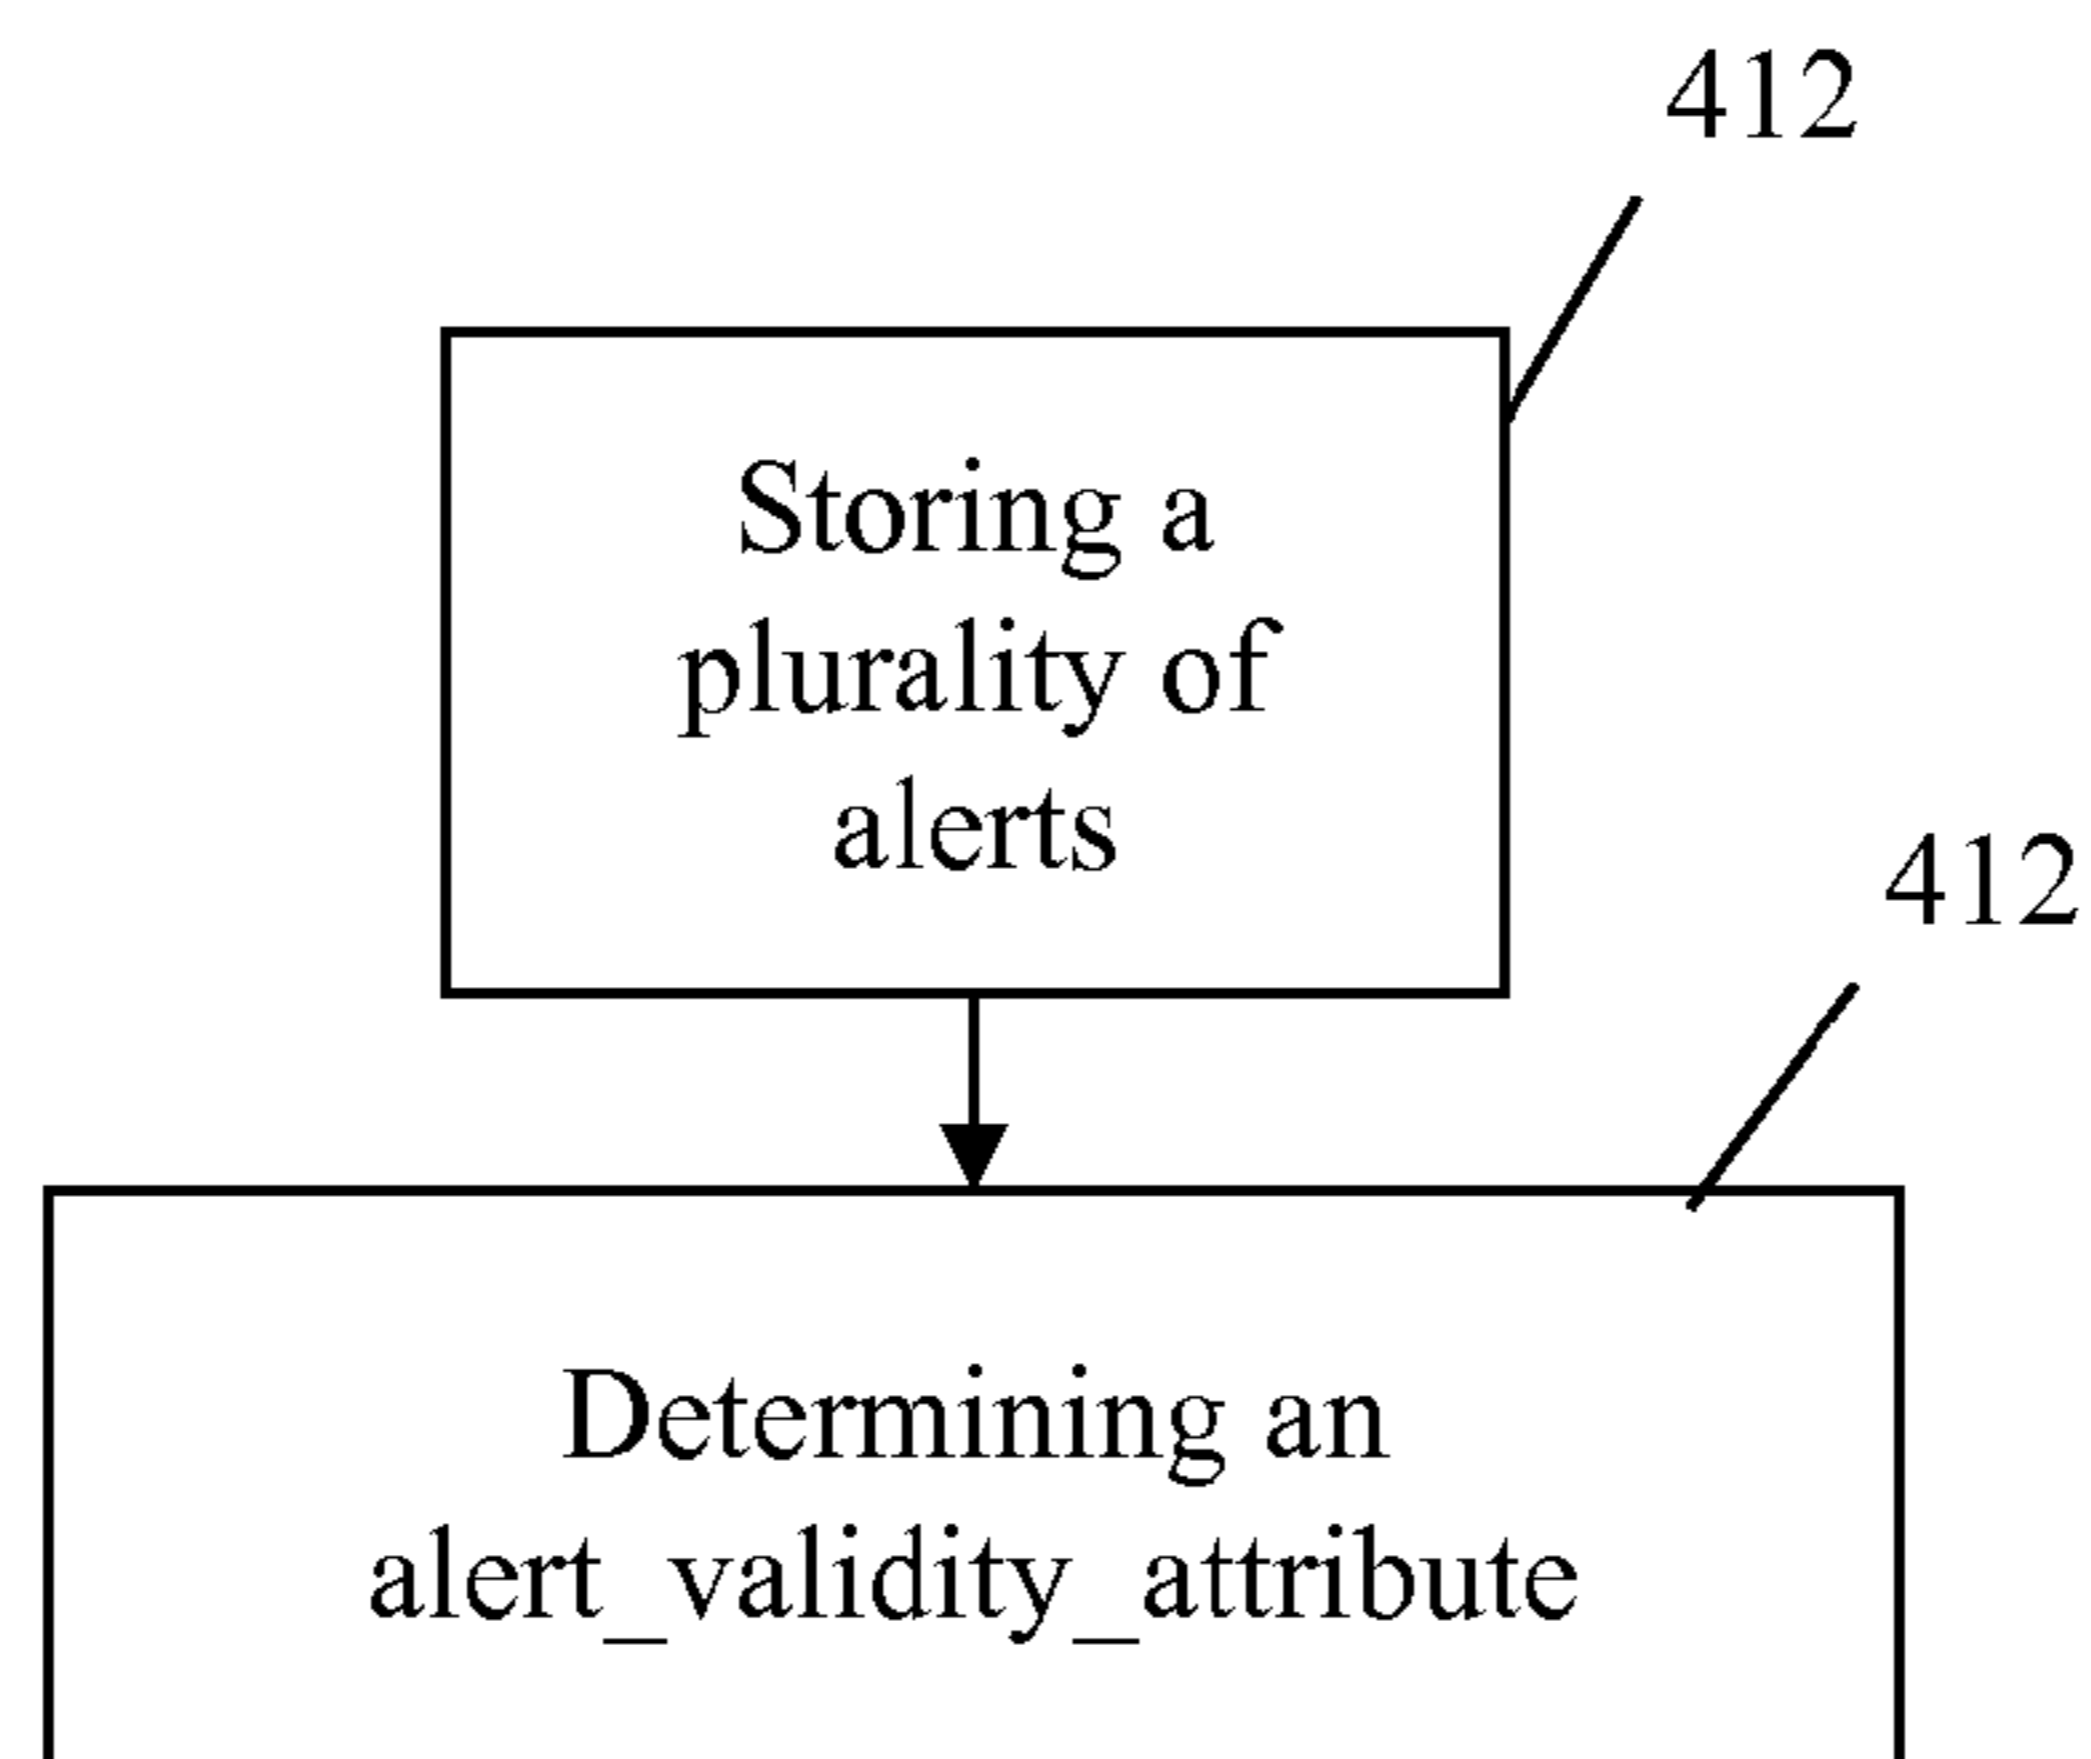 412
Storing a
plurality of
alerts
412
Determining an
alert_validity_attribute